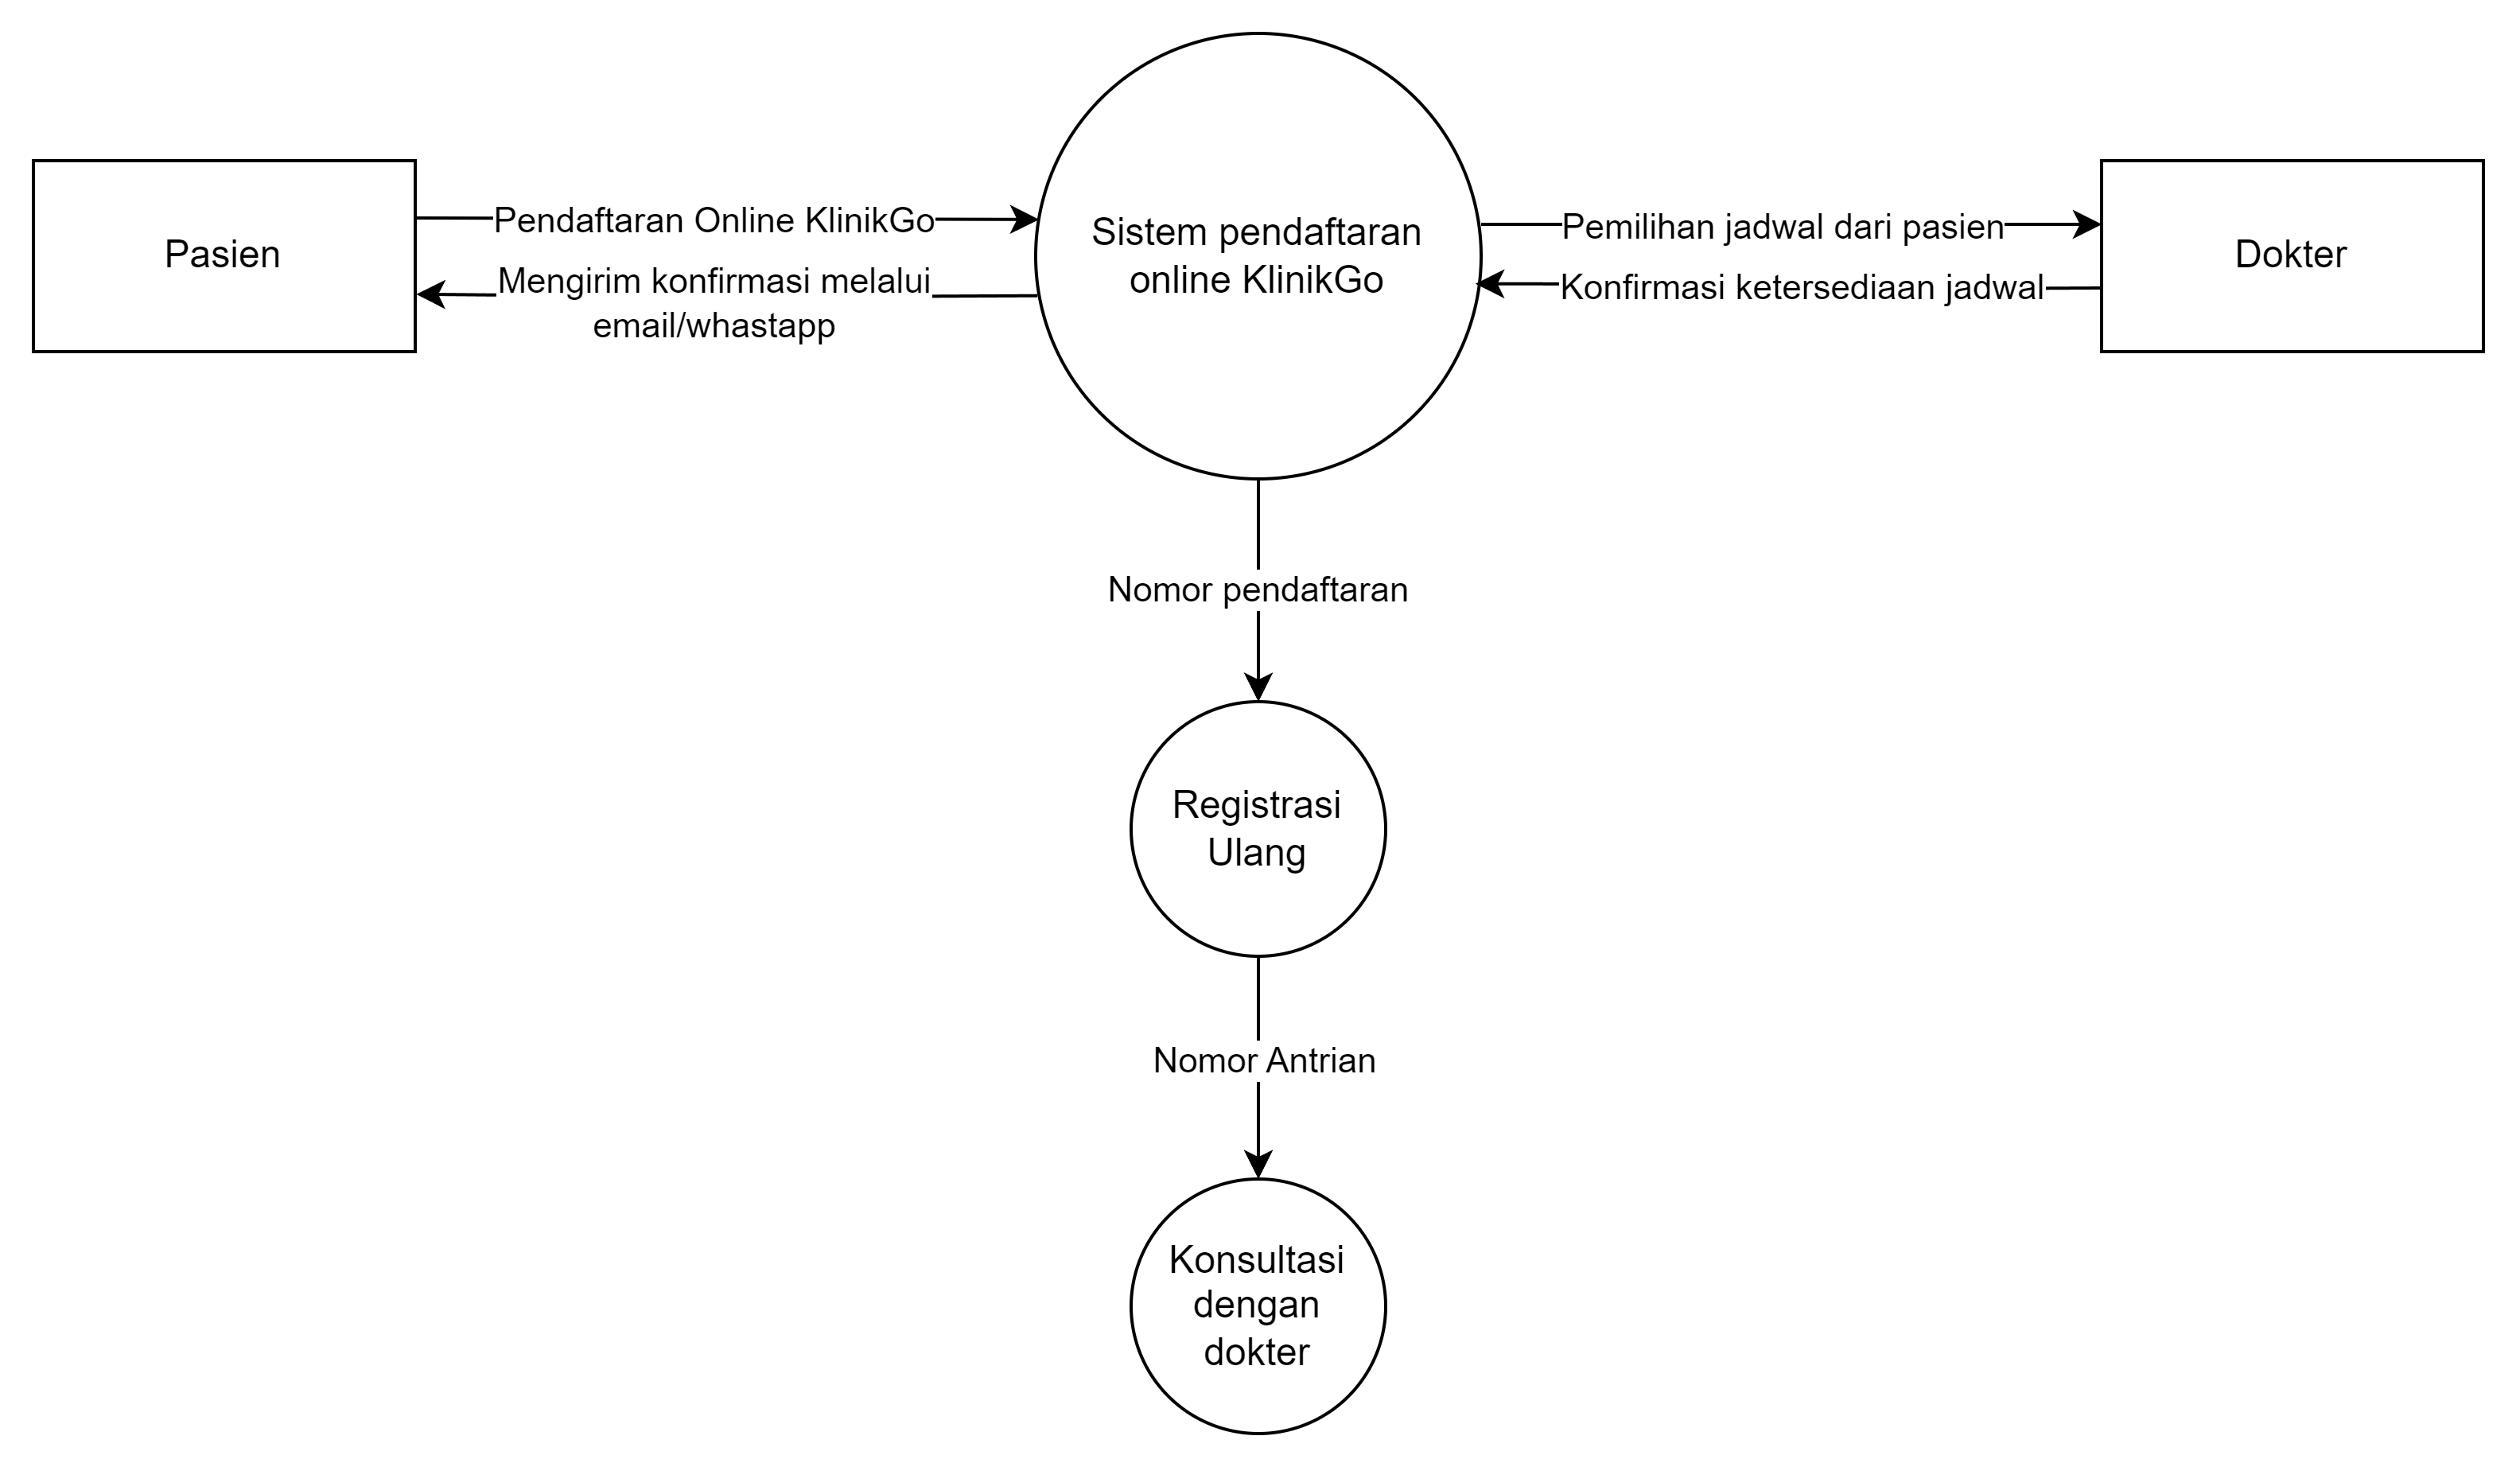 Pasien
Pendaftaran Online KlinikGo
Mengirim konfirmasi melalui
email/whastapp
Sistem pendaftaran
online KlinikGo
Pemilihan jadwal dari pasien
Konfirmasi ketersediaan jadwal
Dokter
Nomor pendaftaran
Registrasi
Ulang
Nomor Antrian
Konsultasi
dengan
dokter